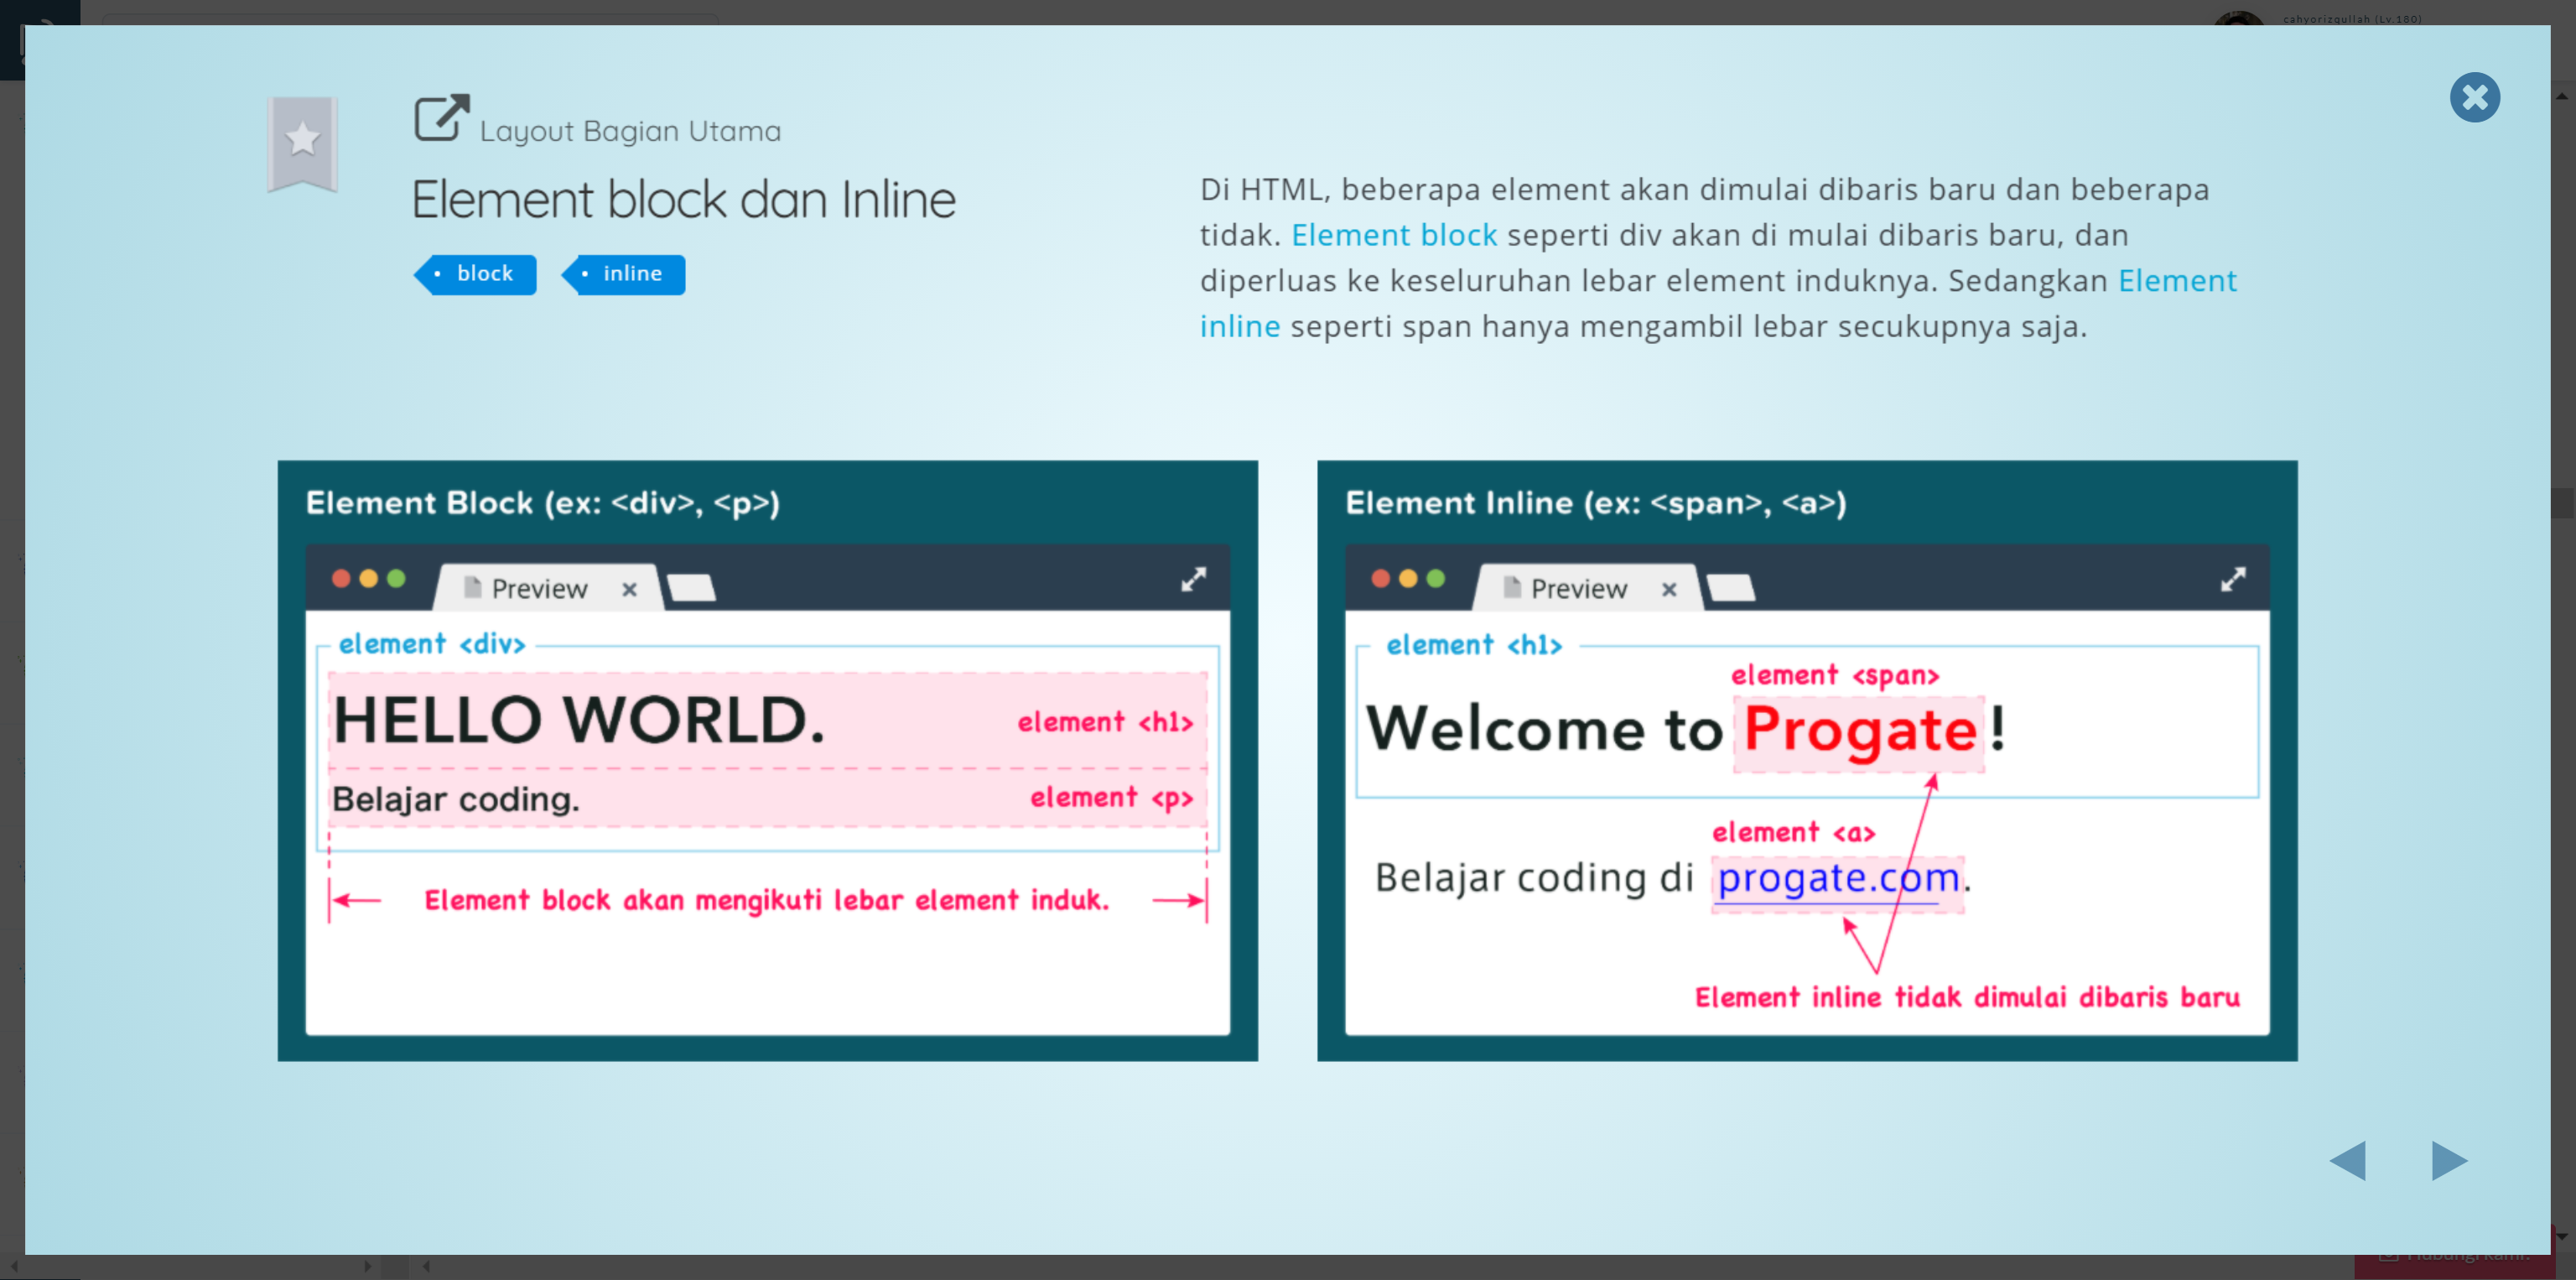 cahyorizqullah (Lv.180)
Layout Bagian Utama
Element block dan Inline
• block
• inline
Di HTML, beberapa element akan dimulai dibaris baru dan beberapa
tidak. Element block seperti div akan di mulai dibaris baru, dan
diperluas ke keseluruhan lebar element induknya. Sedangkan Element
inline seperti span hanya mengambil lebar secukupnya saja.
Element Block (ex: <div>, <p>)
Preview
element <div>
HELLO WORLD.
element <h1>
Belajar coding.
element <p>
Element block akan mengikuti lebar element induk.
Element Inline (ex: <span>, <a>)
Preview
element <h1>
element <span>
Welcome to Progate!
element <a>
Belajar coding di progate.com.
Element inline tidak dimulai dibaris baru
Hubungi kami.